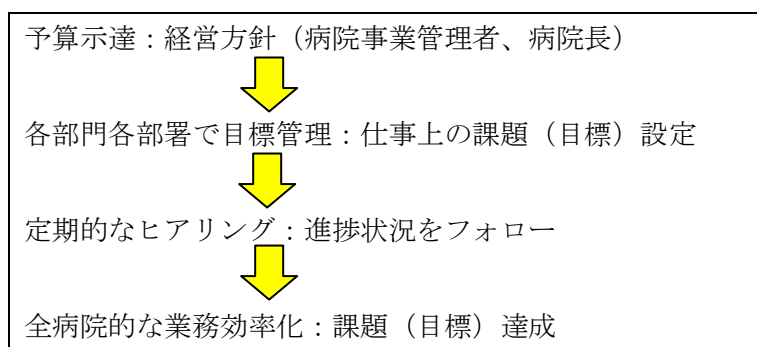 予算示達：経営方針（病院事業管理者、病院長）
各部門各部署で目標管理：仕事上の課題（目標）設定
定期的なヒアリング：進捗状況をフォロー
全病院的な業務効率化：課題（目標）達成